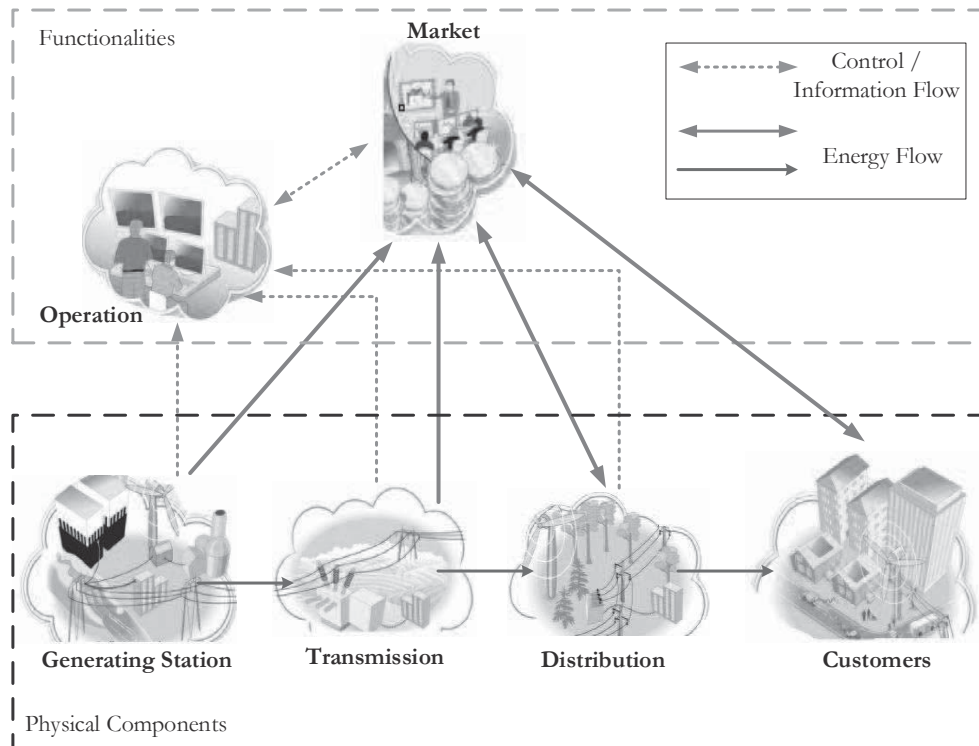 Functionalities
Market
Control /
Information Flow
Energy Flow
Operation
Generating Station
Transmission
Distribution
Customers
Physical Components